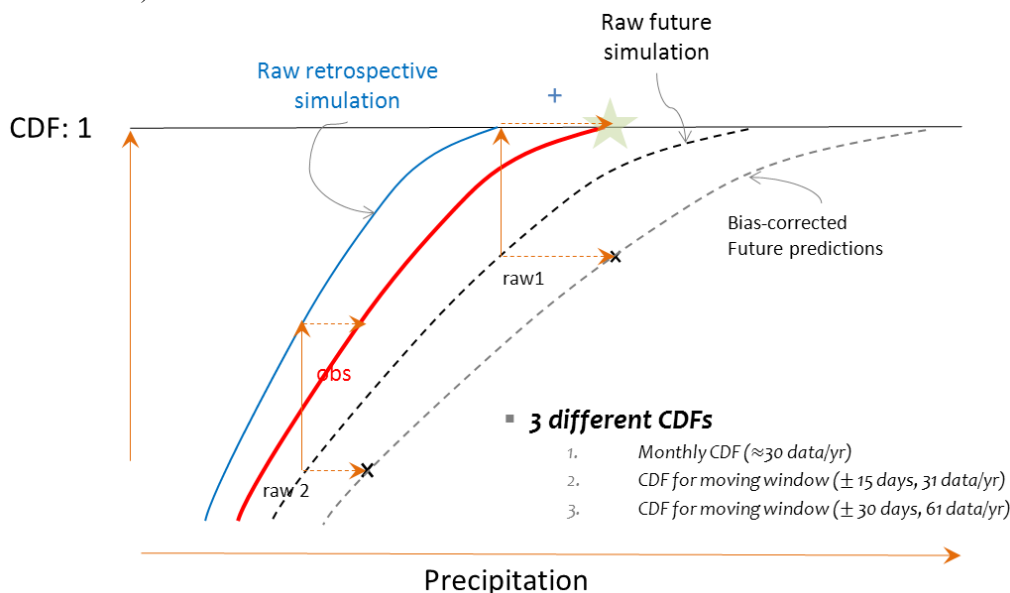 Raw future
simulation
Raw retrospective
simulation
+
CDF: 1
Bias-corrected
Future predictions
raw1
obs
raw 2
▪ 3 different CDFs
1. Monthly CDF (≈30 data/yr)
2. CDF for moving window (± 15 days, 31 data/yr)
3. CDF for moving window (± 30 days, 61 data/yr)
Precipitation